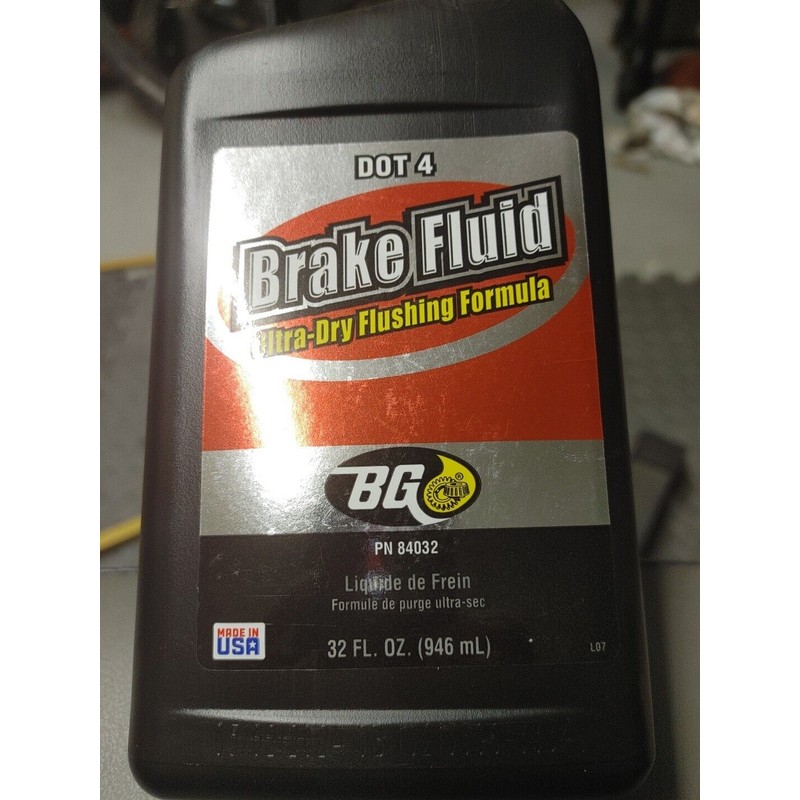 DOT 4
Brake Fluid
Ultra-Dry Flushing Formula
BG®
PN 84032
Liquide de Frein
Formule de purge ultra-sec
MADE IN
USA
32 FL. OZ. (946 mL)
L07